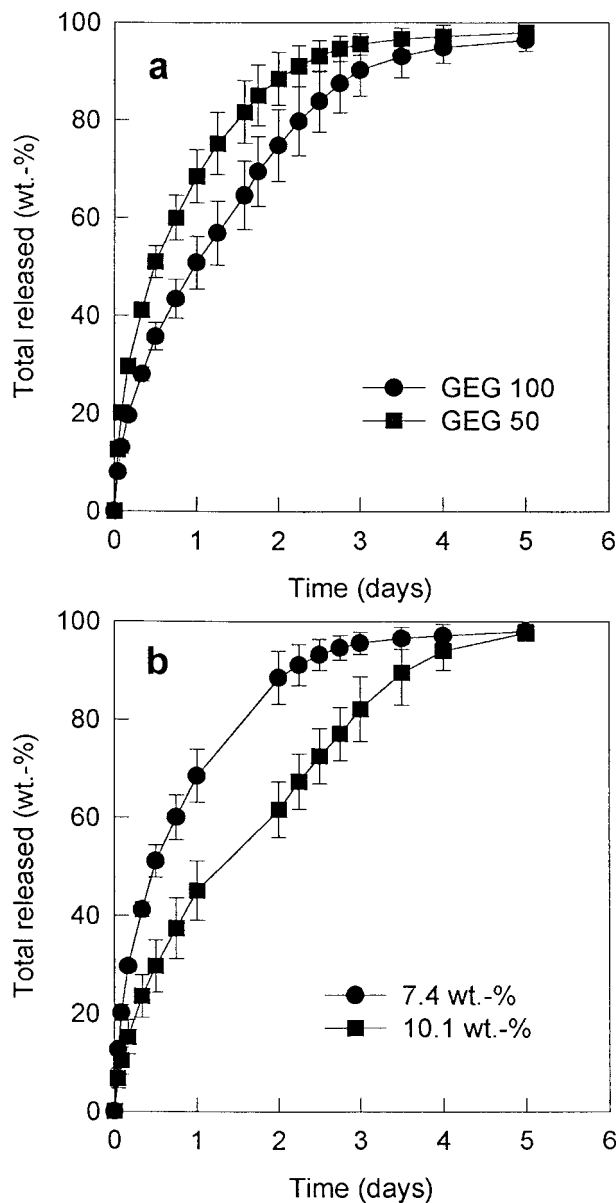 a
Total released (wt.-%)
100
80
60
40
20
0
GEG 100
GEG 50
0 1 2 3 4 5 6
Time (days)
b
Total released (wt.-%)
100
80
60
40
20
0
7.4 wt.-%
10.1 wt.-%
0 1 2 3 4 5 6
Time (days)